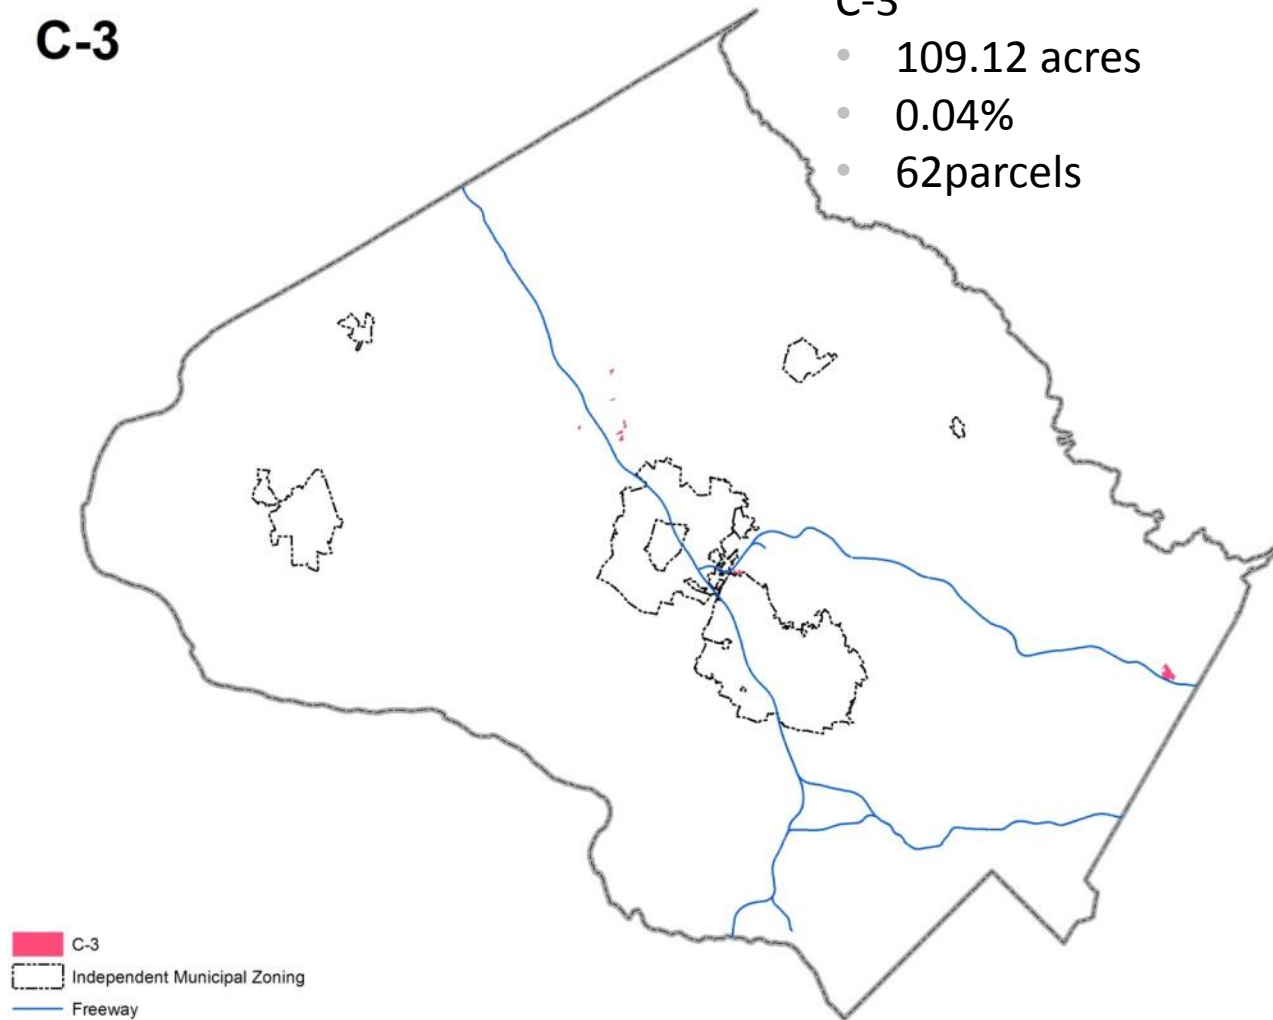 C-3
C-3
109.12 acres
0.04%
62parcels
C-3
Independent Municipal Zoning
Freeway